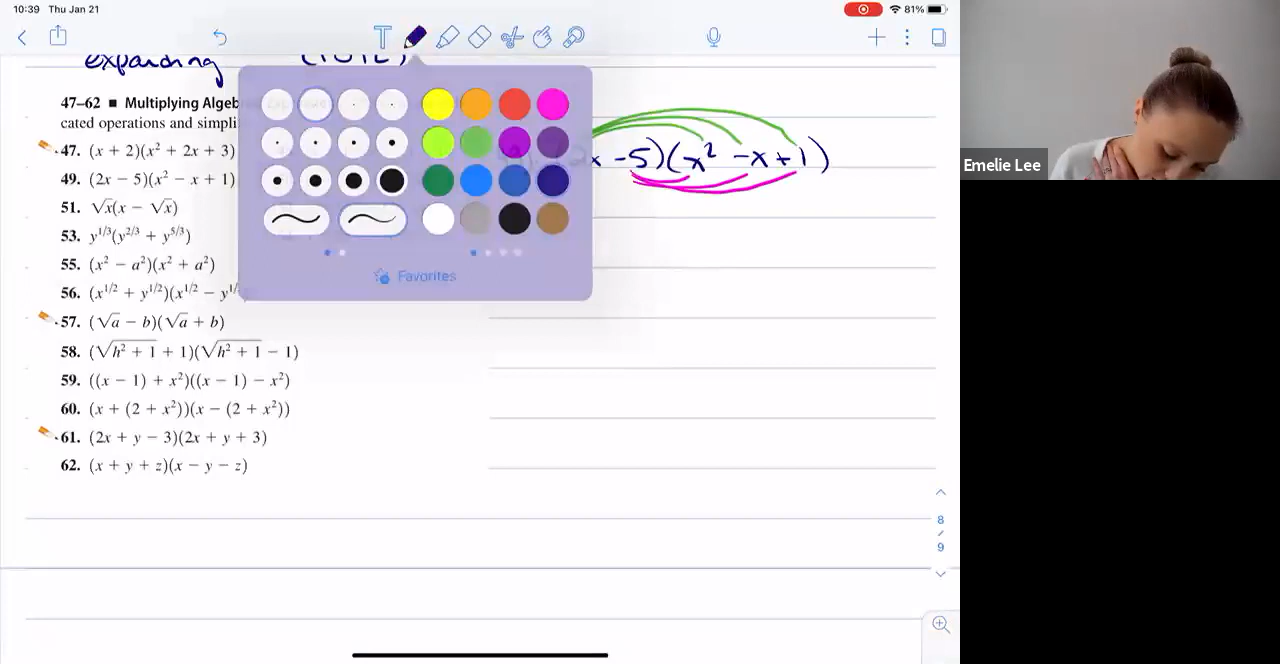 10:39 Thu Jan 21
81%
T
expanding
47–62 ■ Multiplying Algeb
cated operations and simpli
47. (x + 2)(x² + 2x + 3)
49. (2x − 5)(x² − x + 1)
51. √x(x − √x)
53. y^{1/3}(y^{2/3} + y^{5/3})
55. (x² − a²)(x² + a²)
56. (x^{1/2} + y^{1/2})(x^{1/2} − y^{1/
57. (√a − b)(√a + b)
58. (√(h² + 1) + 1)(√(h² + 1) − 1)
59. ((x − 1) + x²)((x − 1) − x²)
60. (x + (2 + x²))(x − (2 + x²))
61. (2x + y − 3)(2x + y + 3)
62. (x + y + z)(x − y − z)
x -5)(x² -x +1)
Favorites
8
/
9
Emelie Lee